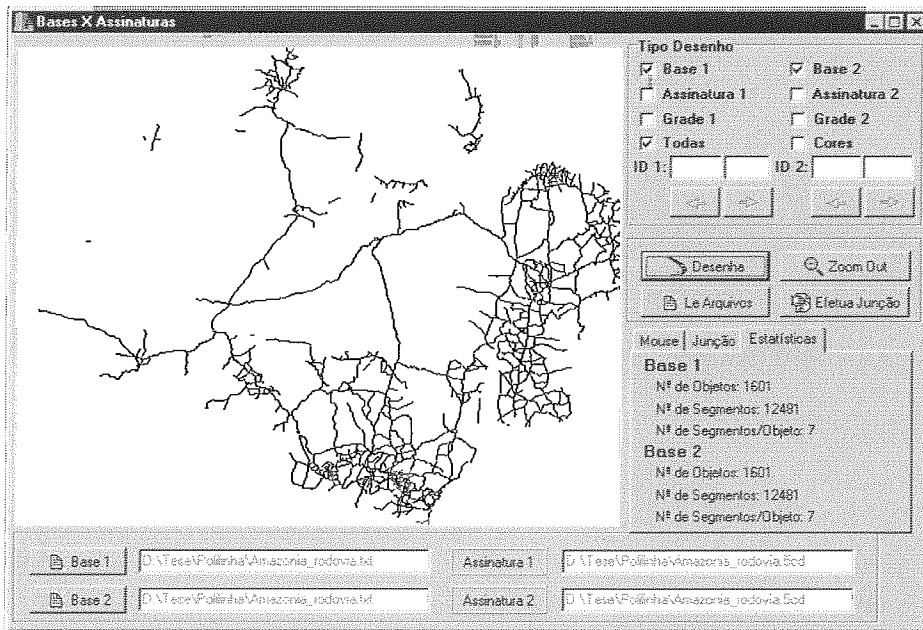 Bases X Assinaturas
Tipo Desenho
Base 1
Base 2
Assinatura 1
Assinatura 2
Grade 1
Grade 2
Todas
Cores
ID 1:
ID 2:
Desenha
Zoom Out
Le Arquivos
Efetua Junção
Mouse
Junção
Estatísticas
Base 1
Nº de Objetos: 1601
Nº de Segmentos: 12481
Nº de Segmentos/Objeto: 7
Base 2
Nº de Objetos: 1601
Nº de Segmentos: 12481
Nº de Segmentos/Objeto: 7
Base 1
D:\Tese\Polilinha\Amazonia_rodovia.txt
Assinatura 1
D:\Tese\Polilinha\Amazonia_rodovia.5cd
Base 2
D:\Tese\Polilinha\Amazonia_rodovia.txt
Assinatura 2
D:\Tese\Polilinha\Amazonia_rodovia.5cd